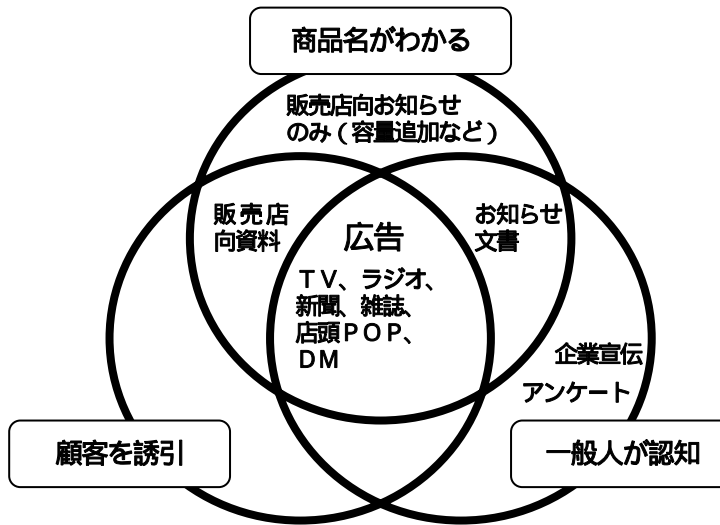 商品名がわかる
販売店向お知らせ
のみ(容量追加など)
販売店
向資料
広告
お知らせ
文書
ＴＶ、ラジオ、
新聞、雑誌、
店頭ＰＯＰ、
ＤＭ
企業宣伝
アンケート
顧客を誘引
一般人が認知